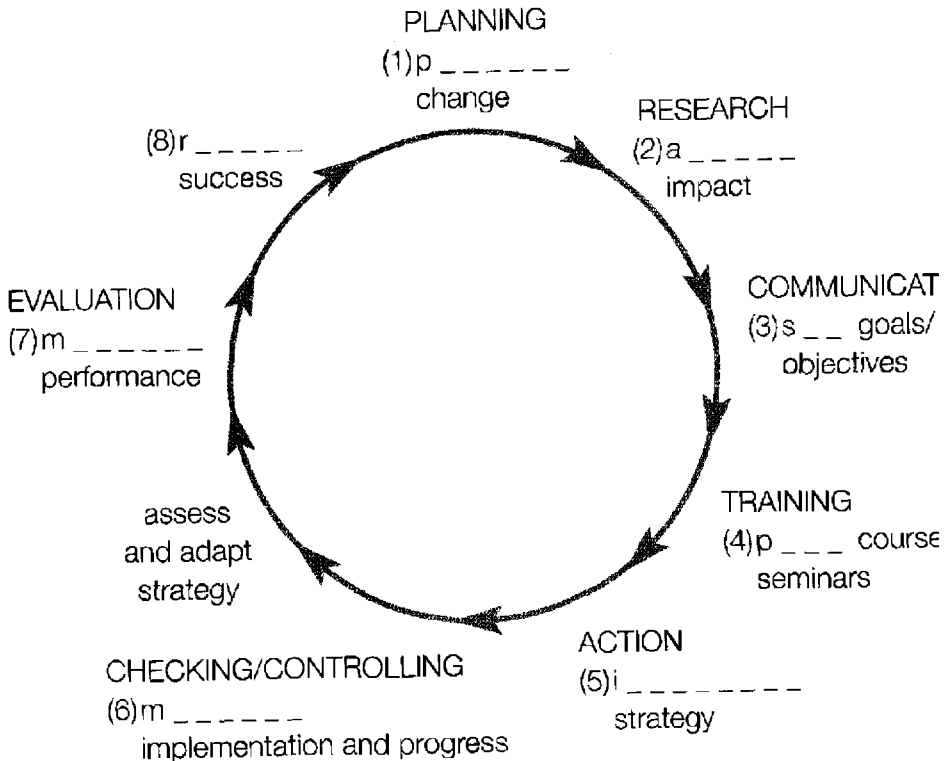 PLANNING
(1)p _ _ _ _ _ _
change
RESEARCH
(2)a _ _ _ _ _
impact
COMMUNICAT
(3)s _ _ goals/
objectives
TRAINING
(4)p _ _ _ course
seminars
ACTION
(5)i _ _ _ _ _ _ _ _
strategy
CHECKING/CONTROLLING
(6)m _ _ _ _ _ _
implementation and progress
assess
and adapt
strategy
EVALUATION
(7)m _ _ _ _ _ _
performance
(8)r _ _ _ _ _
success